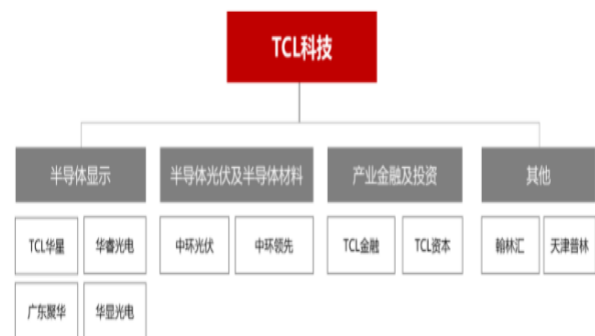 TCL科技
半导体显示
半导体光伏及半导体材料
产业金融及投资
其他
TCL华星
华睿光电
中环光伏
中环领先
TCL金融
TCL资本
翰林汇
天津普林
广东聚华
华显光电